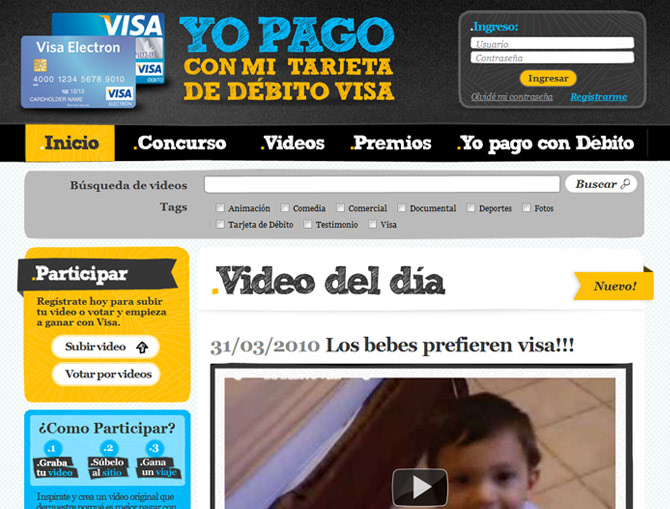 VISA
Visa Electron
4000 1234 5678 9010
12/12
CARDHOLDER NAME
VISA
ELECTRON
VISA
DEBITO
YO PAGO
CON MI TARJETA
DE DÉBITO VISA
.Ingreso:
Usuario
Contraseña
Ingresar
Olvidé mi contraseña
Registrarme
.Inicio
.Concurso
.Videos
.Premios
.Yo pago con Débito
Búsqueda de videos
Buscar
Tags
Animación Comedia Comercial Documental Deportes Fotos
Tarjeta de Débito Testimonio Visa
.Participar
Regístrate hoy para subir
tu video o votar y empieza
a ganar con Visa.
Subir video
Votar por videos
¿Como Participar?
.1 .2 .3
.Graba
tu video
.Súbelo
al sitio
.Gana
un viaje
Inspírate y crea un video original que
demuestre porqué es mejor pagar con
.Video del día
Nuevo!
31/03/2010 Los bebes prefieren visa!!!